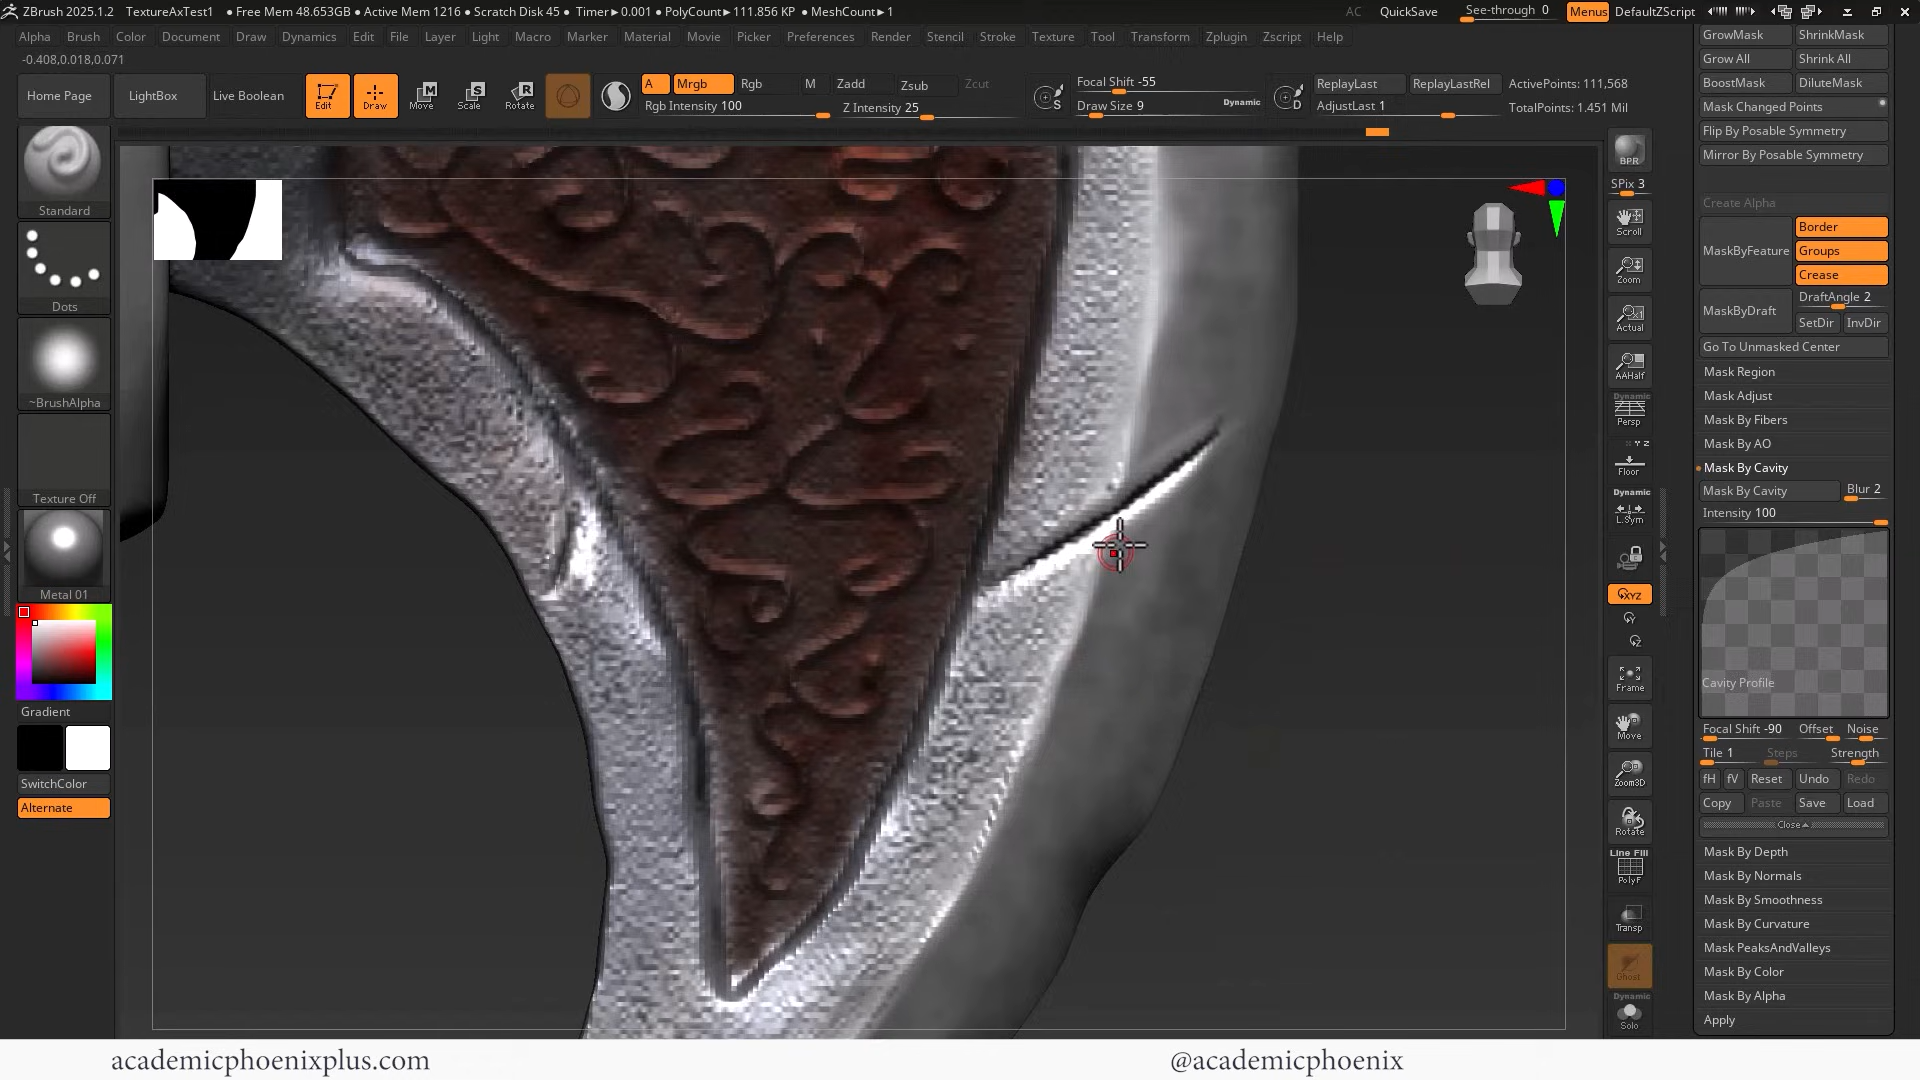 ZBrush 2025.1.2 TextureAxTest1 • Free Mem 48.653GB • Active Mem 1216 • Scratch Disk 45 • Timer►0.001 • PolyCount►111.856 KP • MeshCount►1 AC QuickSave See-through 0 Menus DefaultZScript
Alpha Brush Color Document Draw Dynamics Edit File Layer Light Macro Marker Material Movie Picker Preferences Render Stencil Stroke Texture Tool Transform Zplugin Zscript Help
-0.408,0.018,0.071
Home Page LightBox Live Boolean Edit Draw Move Scale Rotate A Mrgb Rgb M Zadd Zsub Zcut
Rgb Intensity 100 Z Intensity 25
S Focal Shift -55
Draw Size 9 Dynamic
D ReplayLast ReplayLastRel ActivePoints: 111,568
AdjustLast 1 TotalPoints: 1.451 Mil
Standard
Dots
~BrushAlpha
Texture Off
Metal 01
Gradient
SwitchColor
Alternate
BPR
SPix 3
Scroll
Zoom
Actual
AAHalf
Dynamic
Persp
Floor
Dynamic
L.Sym
XYZ
Y
Z
Frame
Move
Zoom3D
Rotate
Line Fill
PolyF
Transp
Ghost
Dynamic
Solo
GrowMask ShrinkMask
Grow All Shrink All
BoostMask DiluteMask
Mask Changed Points
Flip By Posable Symmetry
Mirror By Posable Symmetry
Create Alpha
MaskByFeature Border
Groups
Crease
MaskByDraft DraftAngle 2
SetDir InvDir
Go To Unmasked Center
Mask Region
Mask Adjust
Mask By Fibers
Mask By AO
Mask By Cavity
Mask By Cavity Blur 2
Intensity 100
Cavity Profile
Focal Shift -90 Offset Noise
Tile 1 Steps Strength
fH fV Reset Undo Redo
Copy Paste Save Load
Close
Mask By Depth
Mask By Normals
Mask By Smoothness
Mask By Curvature
Mask PeaksAndValleys
Mask By Color
Mask By Alpha
Apply
academicphoenixplus.com @academicphoenix